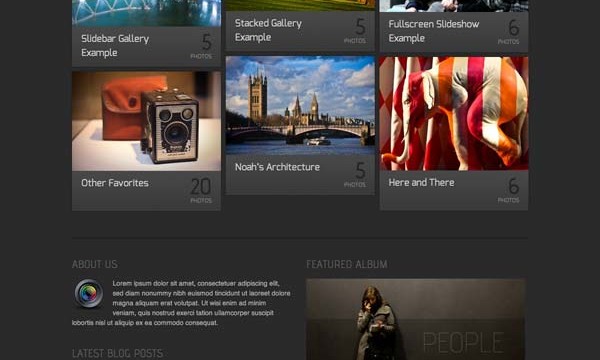 Slidebar Gallery
Example
5
PHOTOS
Stacked Gallery
Example
5
PHOTOS
Fullscreen Slideshow
Example
6
PHOTOS
Other Favorites
20
PHOTOS
Noah's Architecture
5
PHOTOS
Here and There
6
PHOTOS
ABOUT US
Lorem ipsum dolor sit amet, consectetuer adipiscing elit,
sed diam nonummy nibh euismod tincidunt ut laoreet dolore
magna aliquam erat volutpat. Ut wisi enim ad minim
veniam, quis nostrud exerci tation ullamcorper suscipit
lobortis nisl ut aliquip ex ea commodo consequat.
LATEST BLOG POSTS
FEATURED ALBUM
PEOPLE